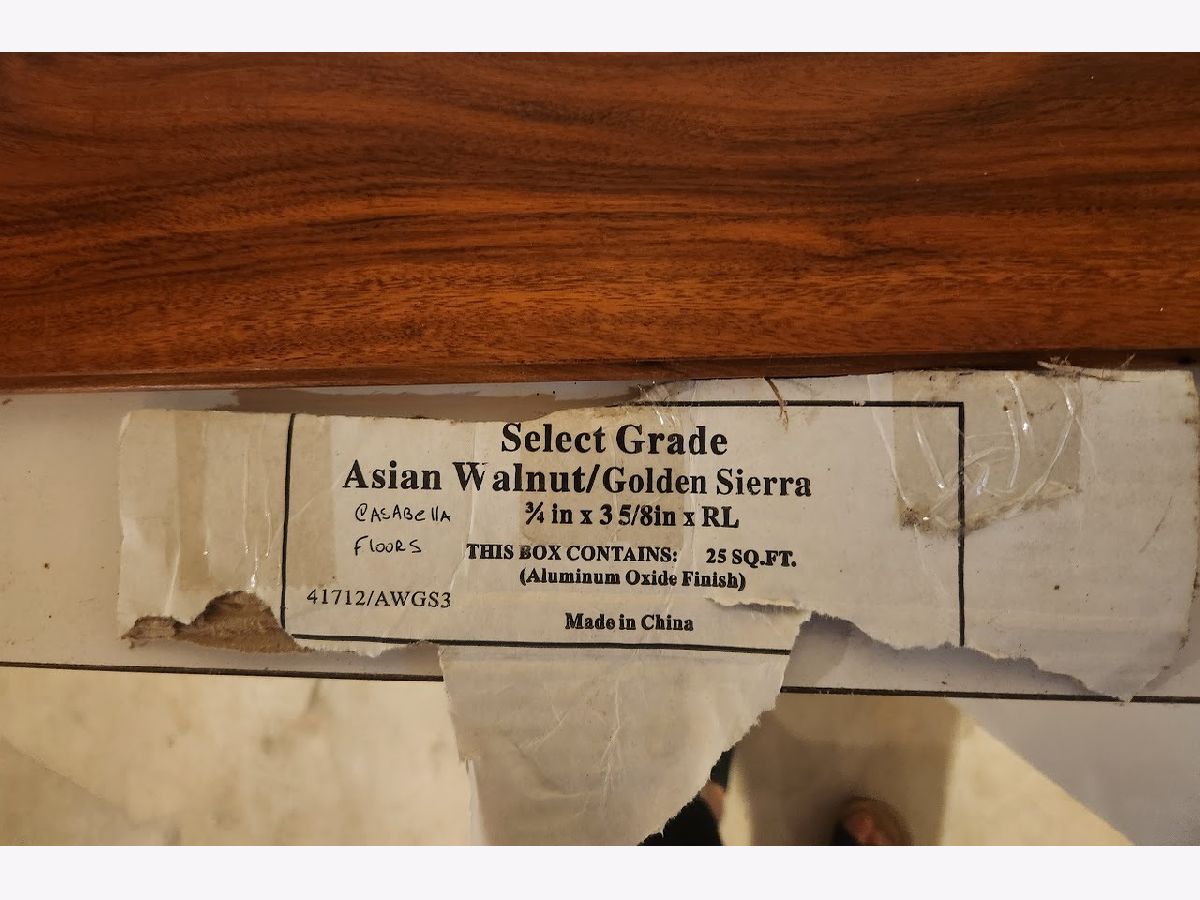 Select Grade
Asian Walnut/Golden Sierra
CASABellA
FlooRS
¾ in x 3 5/8in x RL
THIS BOX CONTAINS: 25 SQ.FT.
(Aluminum Oxide Finish)
41712/AWGS3
Made in China